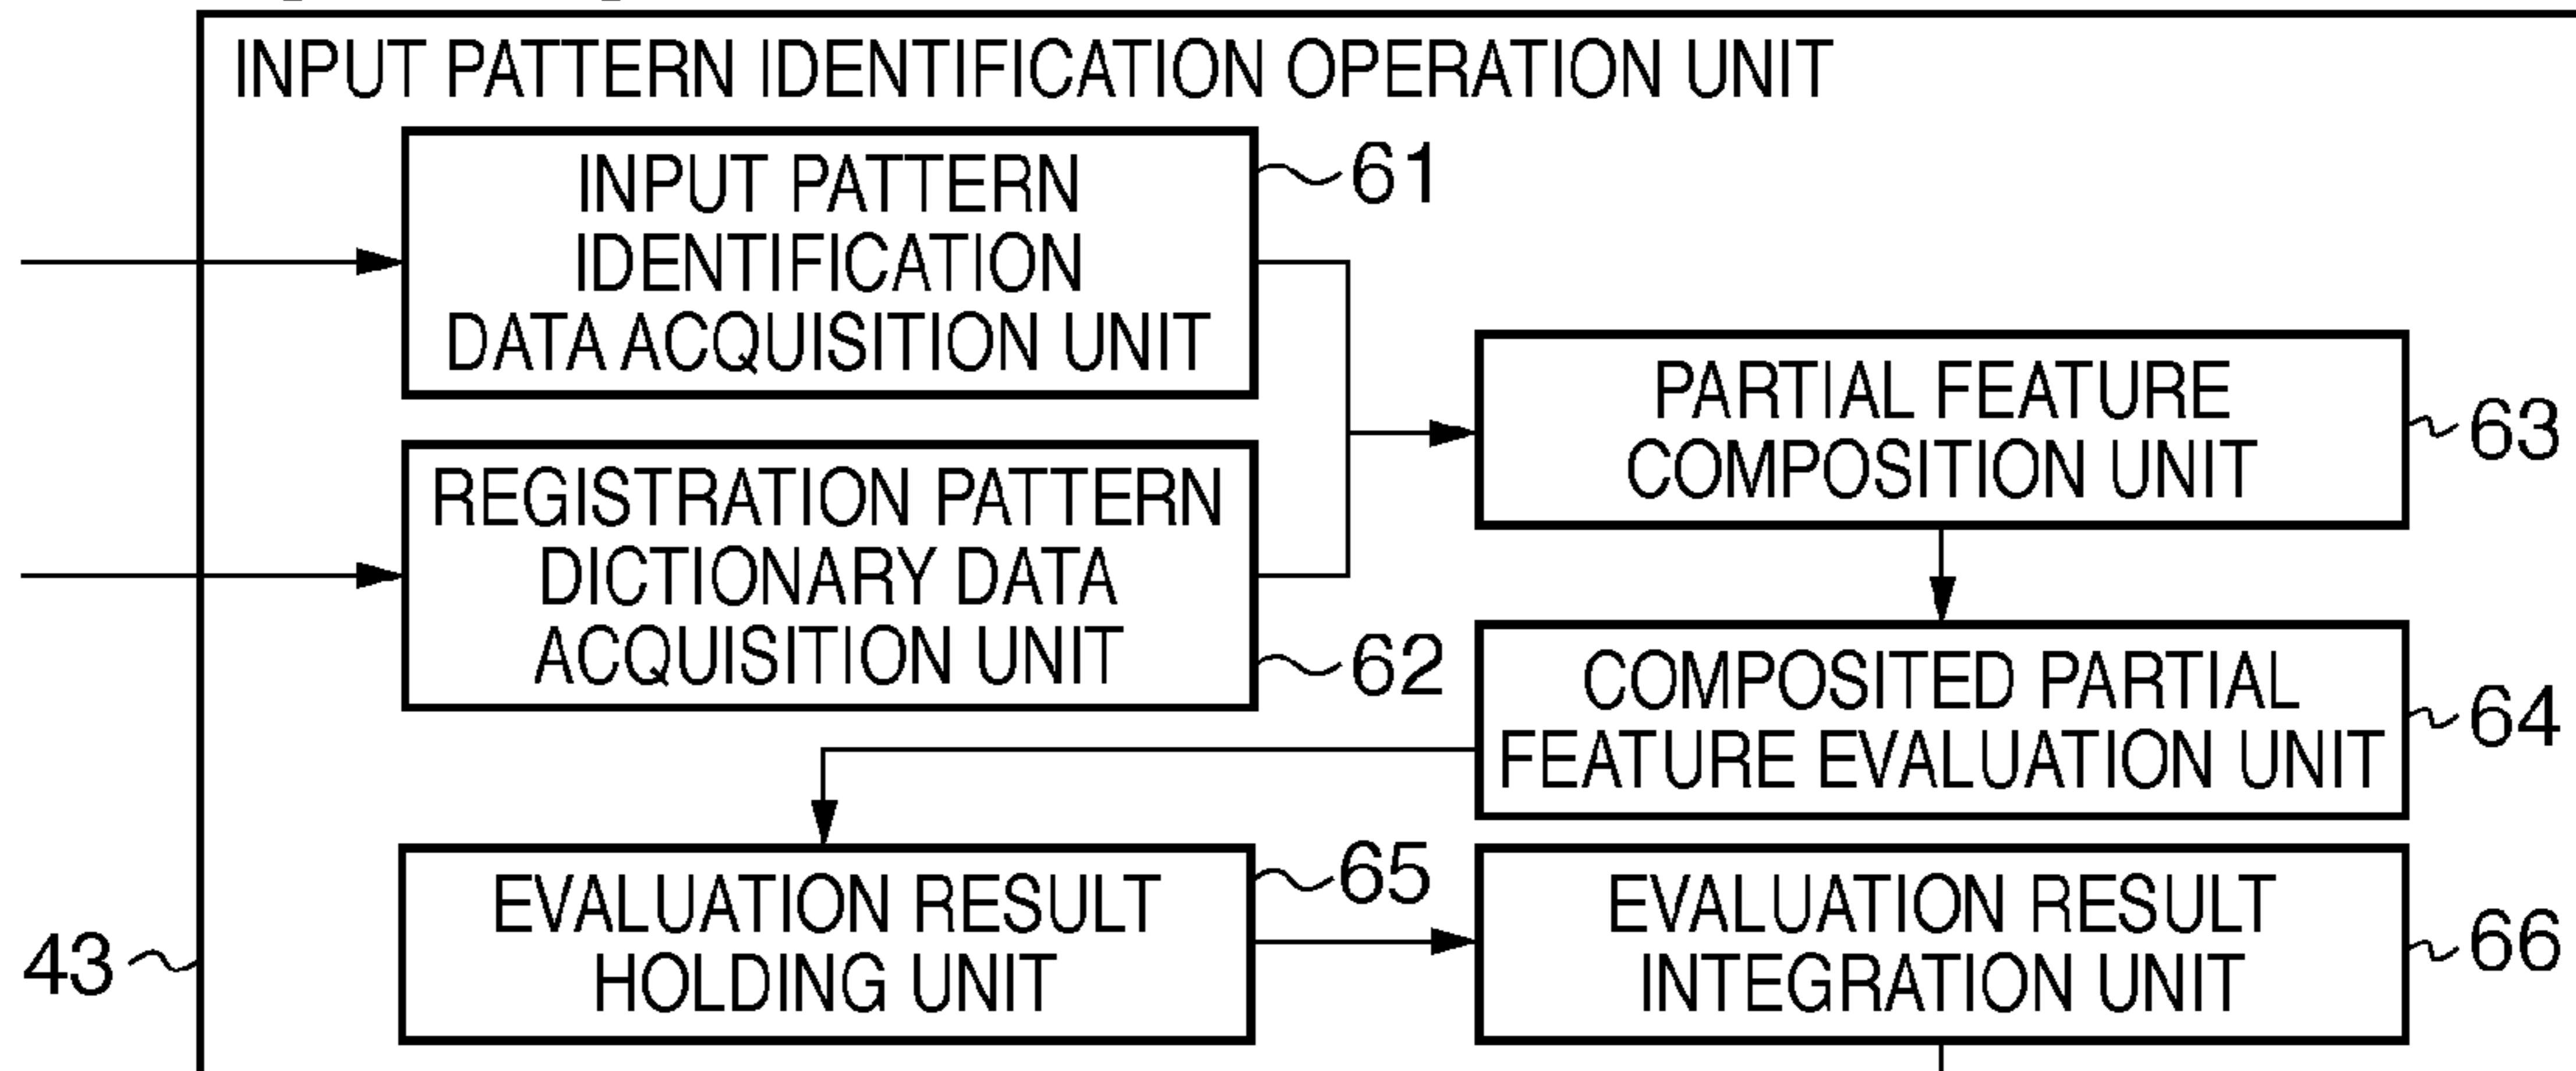 INPUT PATTERN IDENTIFICATION OPERATION UNIT
INPUT PATTERN
IDENTIFICATION
DATA ACQUISITION UNIT
61
REGISTRATION PATTERN
DICTIONARY DATA
ACQUISITION UNIT
62
PARTIAL FEATURE
COMPOSITION UNIT
63
COMPOSITED PARTIAL
FEATURE EVALUATION UNIT
64
EVALUATION RESULT
HOLDING UNIT
65
EVALUATION RESULT
INTEGRATION UNIT
66
43